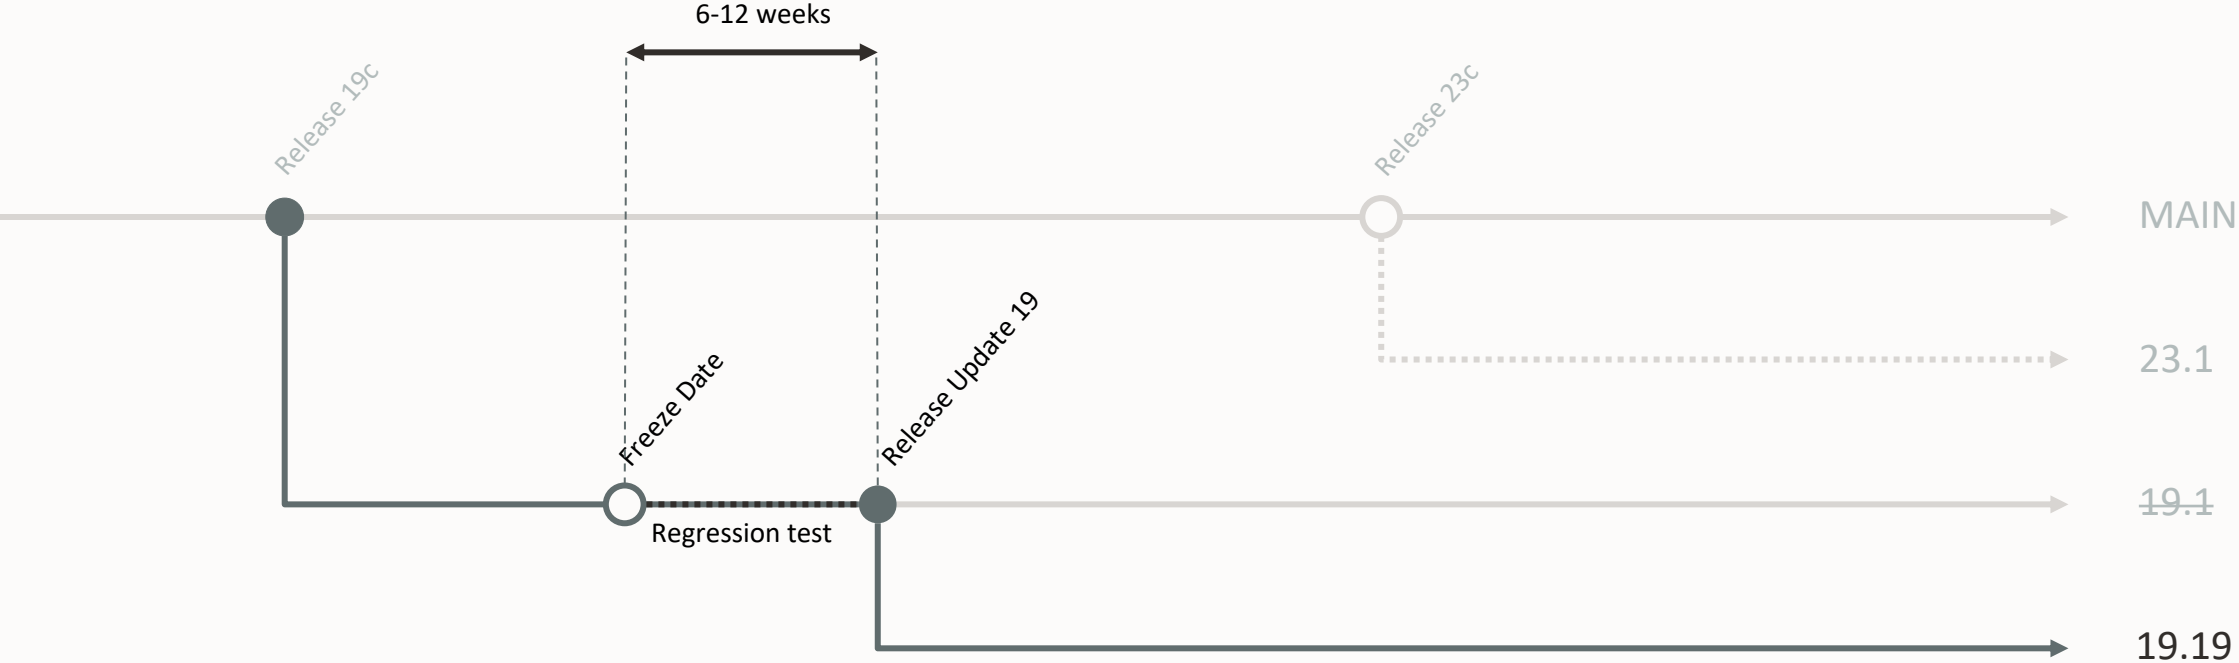 6-12 weeks
Release 19c
Release 23c
MAIN
Release Update 19
Freeze Date
23.1
19.1
Regression test
19.19